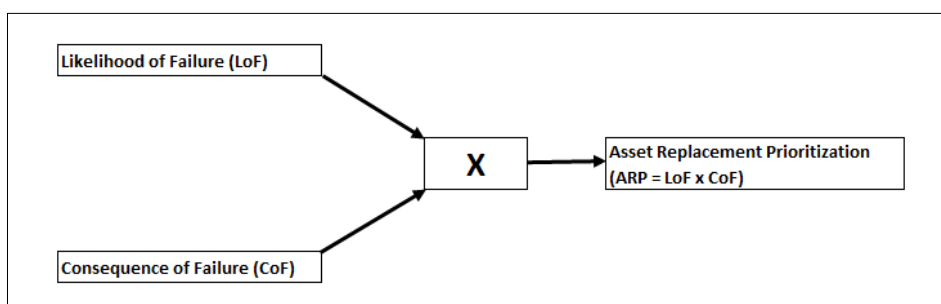 Likelihood of Failure (LoF)
X
Asset Replacement Prioritization
(ARP = LoF x CoF)
Consequence of Failure (CoF)